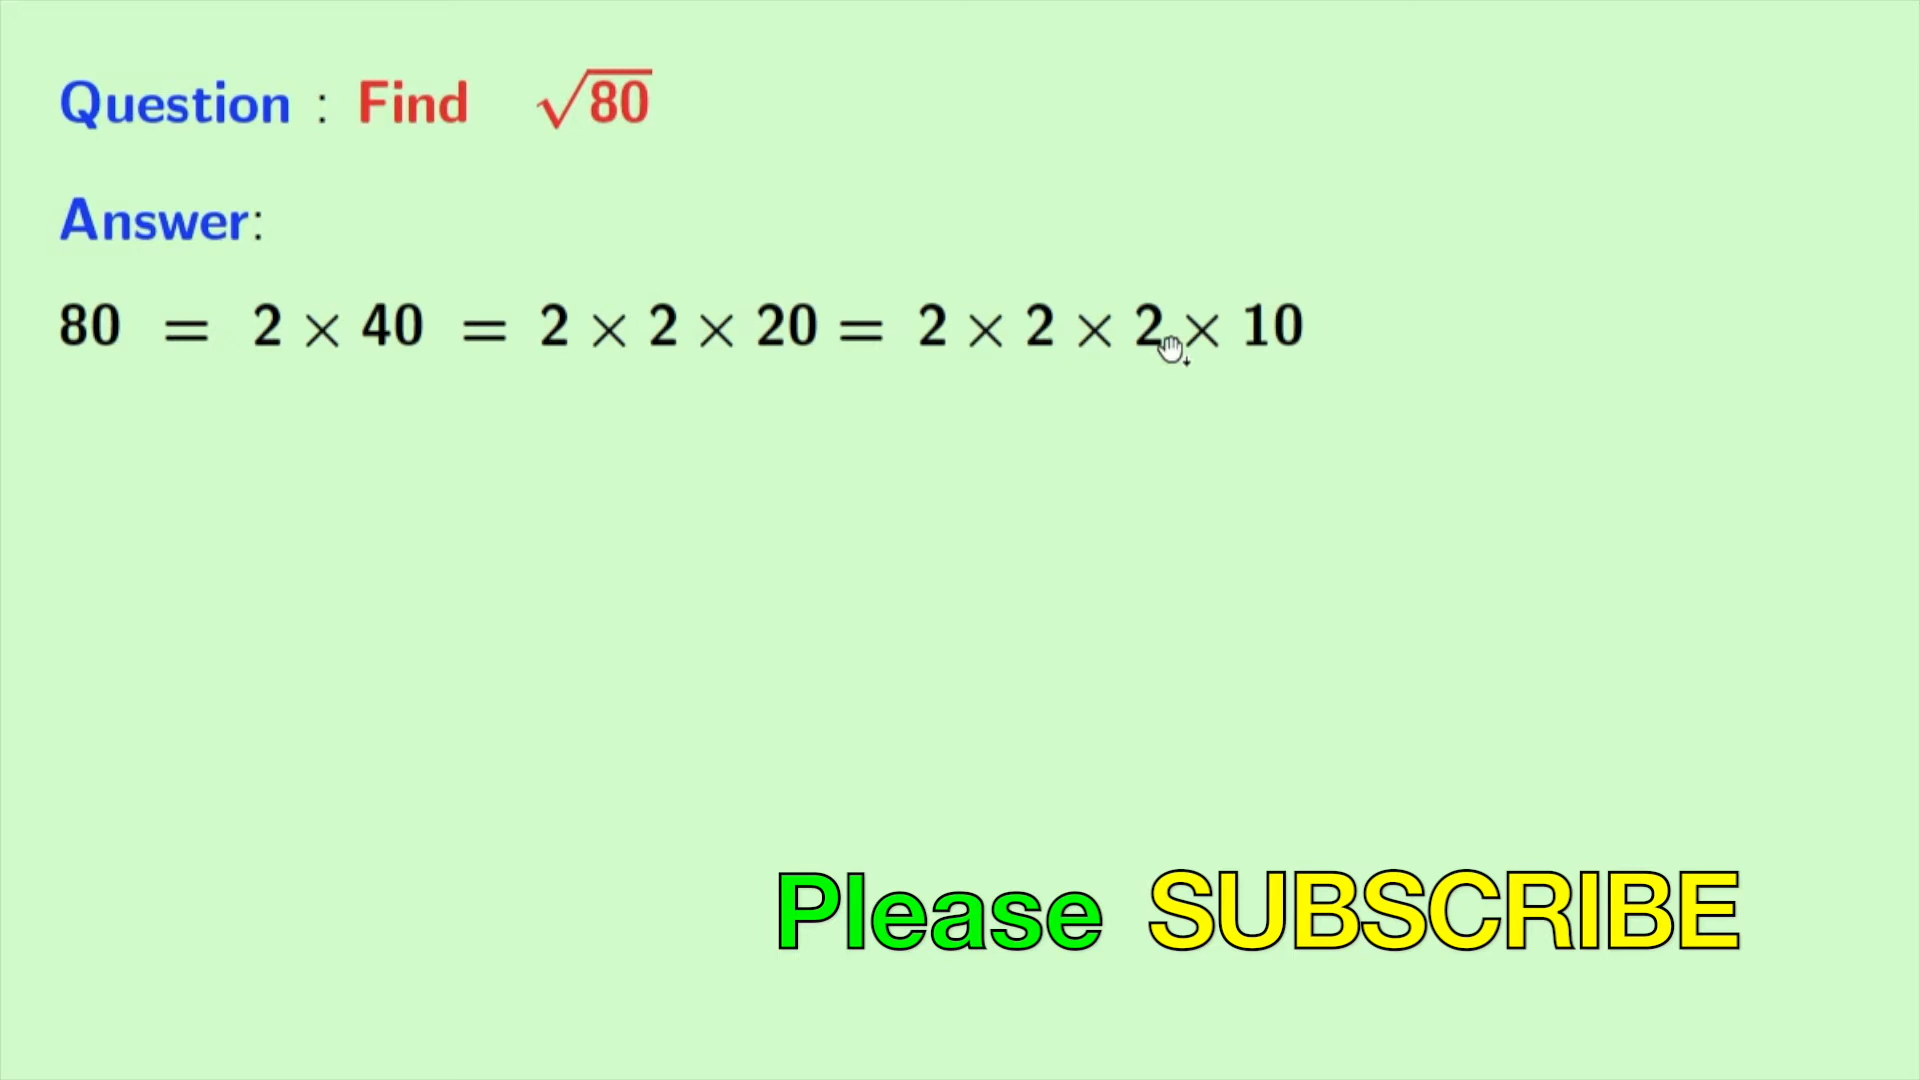 Question : Find √80
Answer:
80 = 2 × 40 = 2 × 2 × 20 = 2 × 2 × 2 × 10
Please SUBSCRIBE